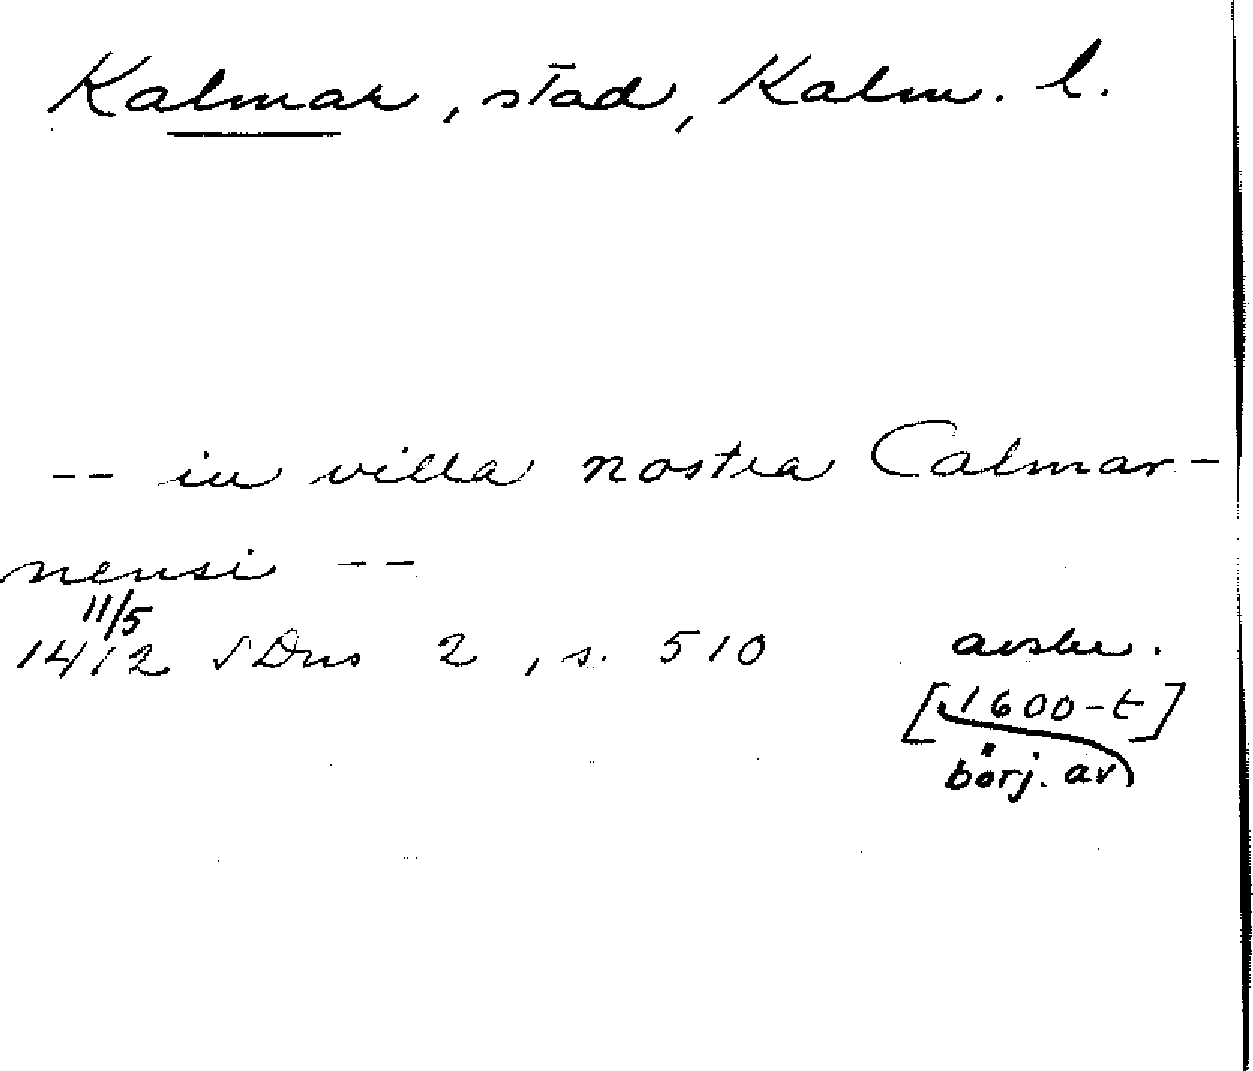 Kalmar, stad, Kalm. l.
-- in villa nostra Calmar-
nensi --
11/5
1412 SDns 2, s. 510 avskr.
[1600-t]
börj. av